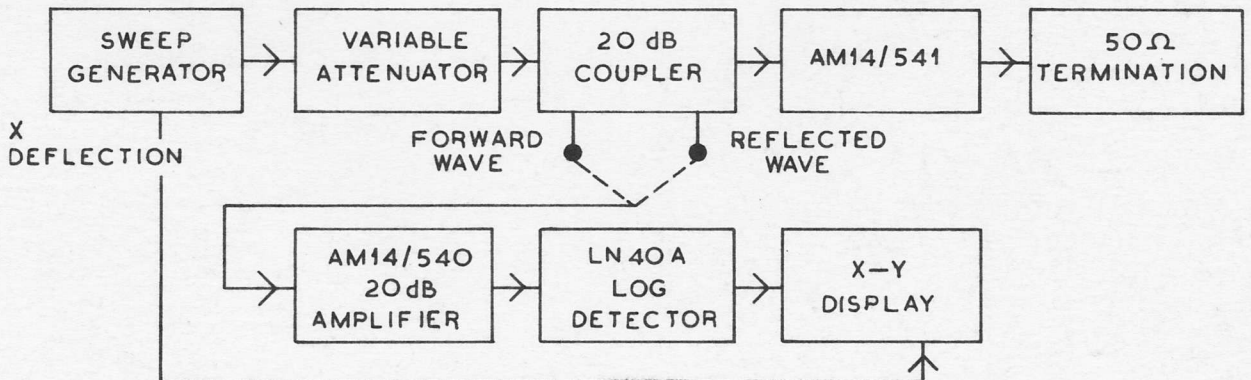 SWEEP
GENERATOR
VARIABLE
ATTENUATOR
20 dB
COUPLER
AM14/541
50Ω
TERMINATION
X
DEFLECTION
FORWARD
WAVE
REFLECTED
WAVE
AM14/540
20dB
AMPLIFIER
LN40A
LOG
DETECTOR
X-Y
DISPLAY